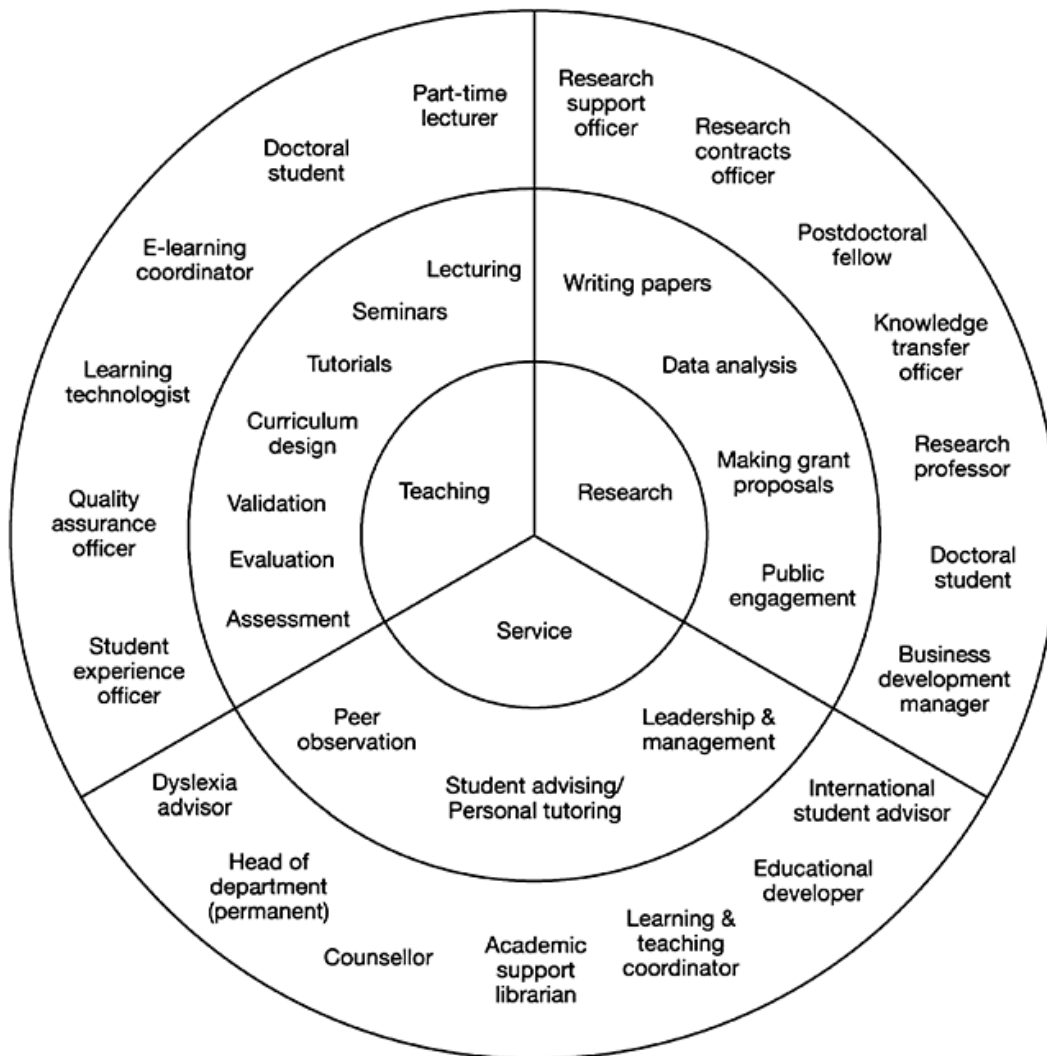 Part-time
lecturer
Doctoral
student
E-learning
coordinator
Learning
technologist
Quality
assurance
officer
Student
experience
officer
Research
support
officer
Research
contracts
officer
Postdoctoral
fellow
Knowledge
transfer
officer
Research
professor
Doctoral
student
Business
development
manager
Lecturing
Seminars
Tutorials
Curriculum
design
Validation
Evaluation
Assessment
Writing papers
Data analysis
Making grant
proposals
Public
engagement
Teaching
Research
Service
Peer
observation
Student advising/
Personal tutoring
Leadership &
management
Dyslexia
advisor
Head of
department
(permanent)
Counsellor
Academic
support
librarian
Learning &
teaching
coordinator
Educational
developer
International
student advisor